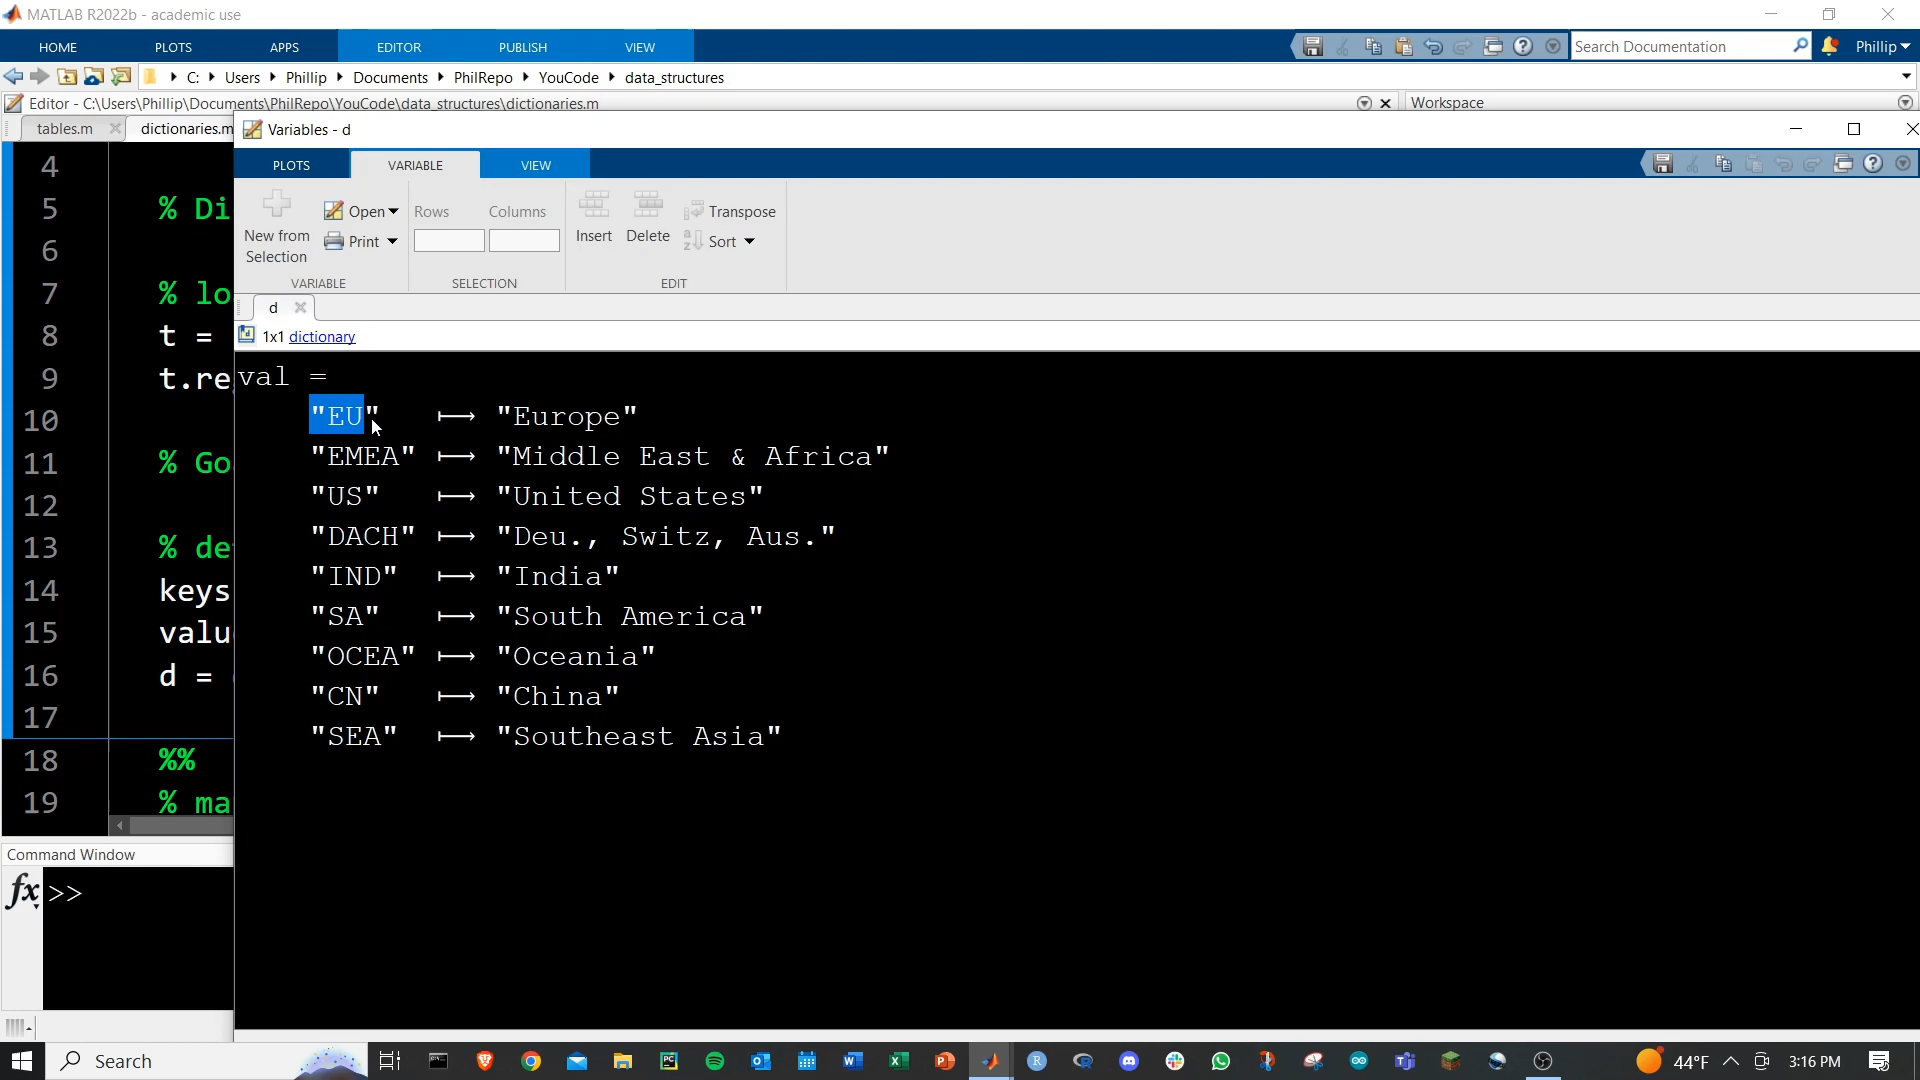 MATLAB R2022b - academic use
HOME PLOTS APPS EDITOR PUBLISH VIEW Search Documentation Phillip
C: Users Phillip Documents PhilRepo YouCode data_structures
Editor - C:\Users\Phillip\Documents\PhilRepo\YouCode\data_structures\dictionaries.m Workspace
tables.m dictionaries.m
Variables - d
PLOTS VARIABLE VIEW
New from Selection
Open Rows Columns
Print
Insert Delete
Transpose
Sort
VARIABLE SELECTION EDIT
d
1x1 dictionary
val =
"EU" ⟼ "Europe"
"EMEA" ⟼ "Middle East & Africa"
"US" ⟼ "United States"
"DACH" ⟼ "Deu., Switz, Aus."
"IND" ⟼ "India"
"SA" ⟼ "South America"
"OCEA" ⟼ "Oceania"
"CN" ⟼ "China"
"SEA" ⟼ "Southeast Asia"
4
5 % Di
6
7 % lo
8 t =
9 t.re
10
11 % Go
12
13 % de
14 keys
15 valu
16 d =
17
18 %%
19 % ma
Command Window
fx >>
Search 44°F 3:16 PM